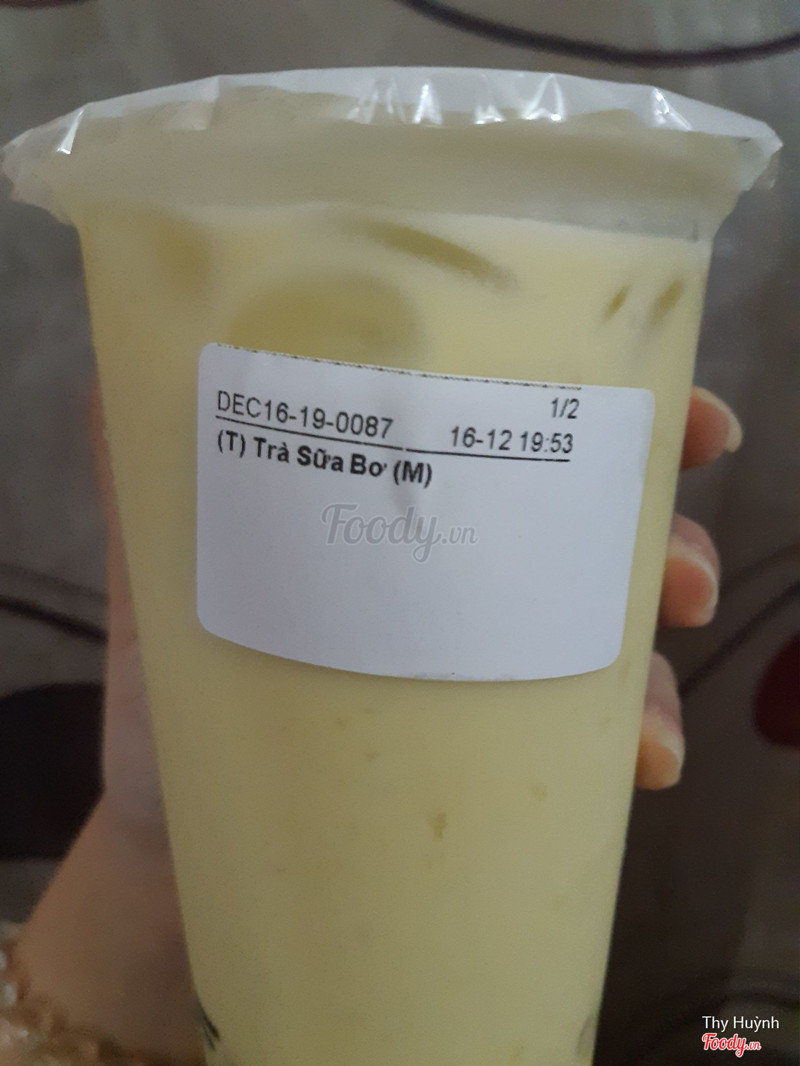 1/2
DEC16-19-0087 16-12 19:53
(T) Trà Sữa Bơ (M)
Foody.vn
Thy Huỳnh
Foody.vn